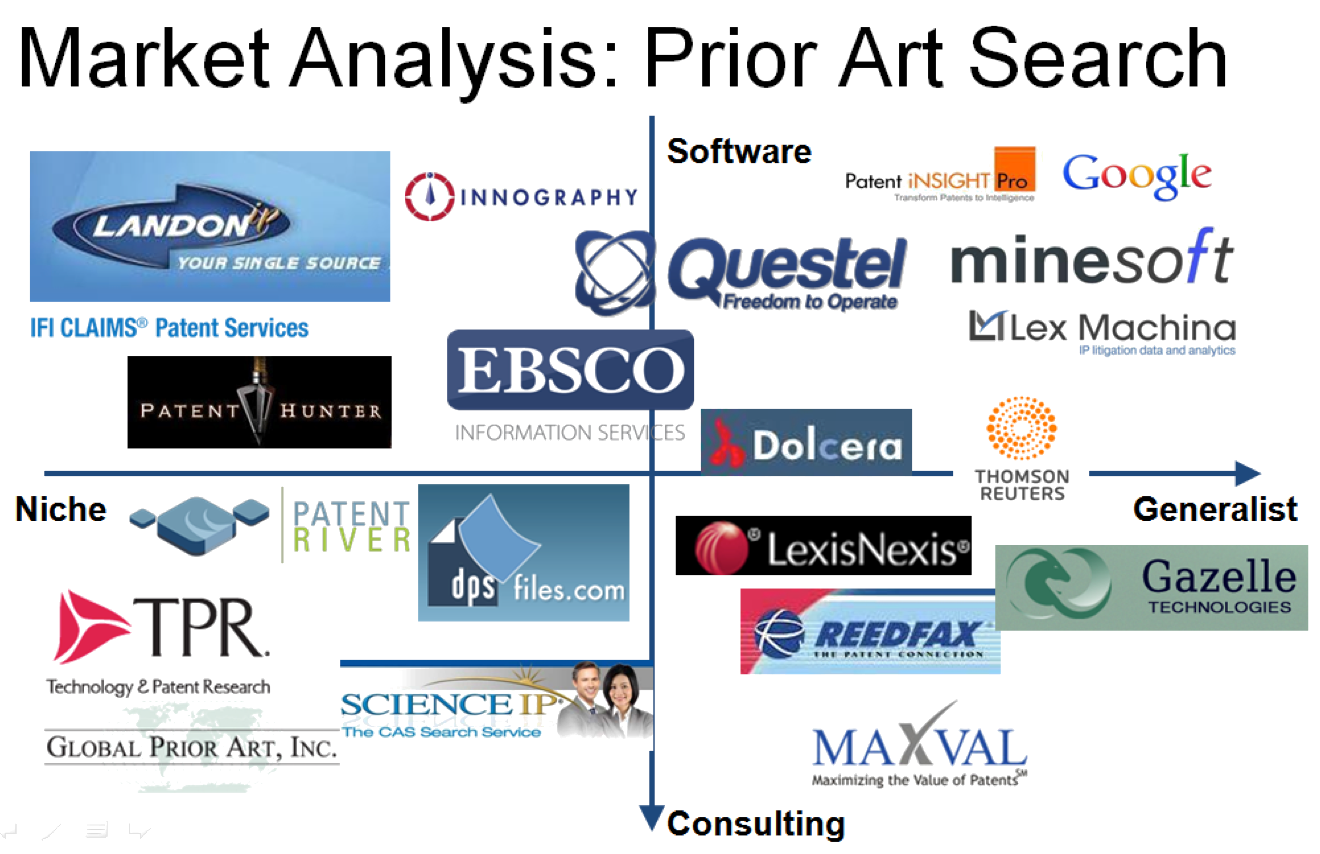 Market Analysis: Prior Art Search
Software
LANDON ip
YOUR SINGLE SOURCE
INNOGRAPHY
Patent iNSIGHT Pro
Transform Patents to Intelligence
Google
Questel
Freedom to Operate
minesoft
IFI CLAIMS® Patent Services
Lex Machina
IP litigation data and analytics
PATENT HUNTER
EBSCO
INFORMATION SERVICES
Dolcera
THOMSON
REUTERS
Niche
Generalist
PATENT
RIVER
dps files.com
LexisNexis®
Gazelle
TECHNOLOGIES
TPR.
Technology & Patent Research
REEDFAX
THE PATENT CONNECTION
SCIENCE IP®
The CAS Search Service
GLOBAL PRIOR ART, INC.
MAXVAL
Maximizing the Value of Patents℠
Consulting